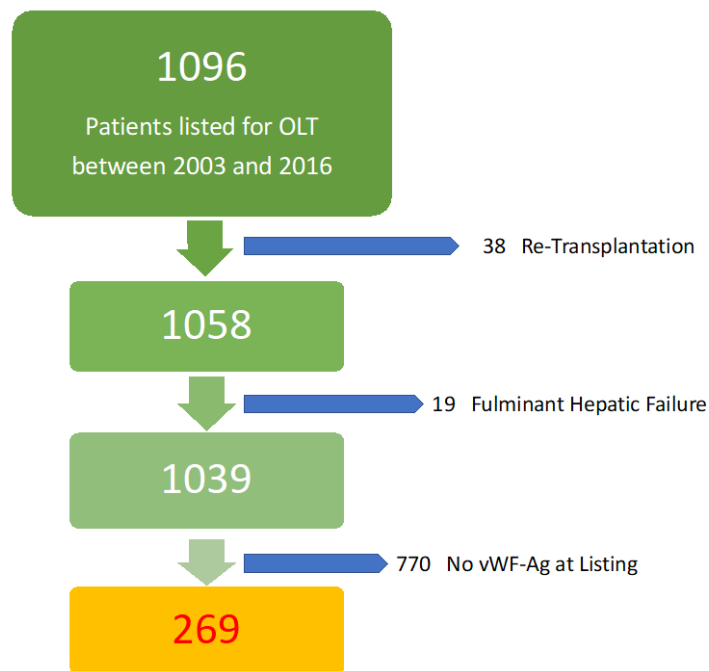 1096
Patients listed for OLT
between 2003 and 2016
38 Re-Transplantation
1058
19 Fulminant Hepatic Failure
1039
770 No vWF-Ag at Listing
269